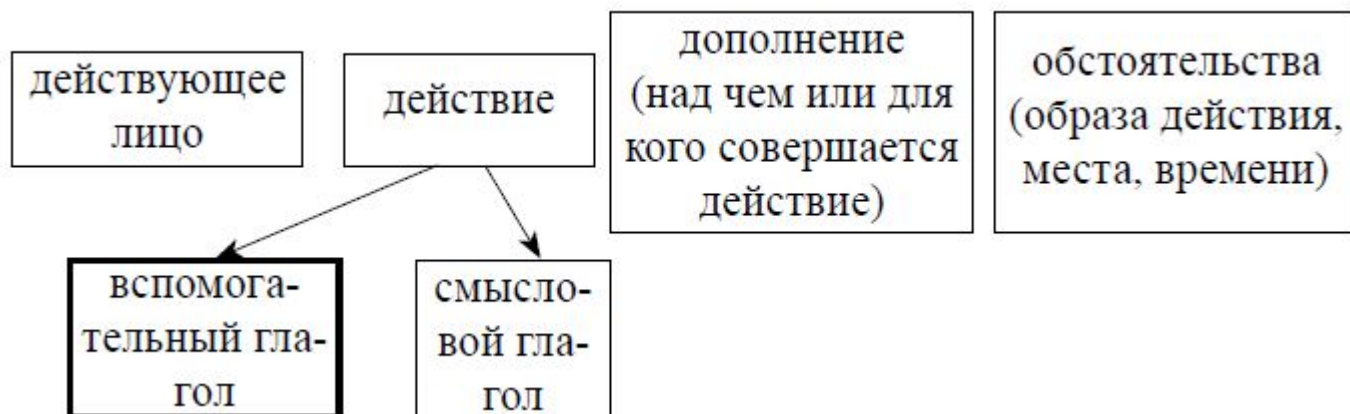 действующее
лицо
действие
дополнение
(над чем или для
кого совершается
действие)
обстоятельства
(образа действия,
места, времени)
вспомога-
тельный гла-
гол
смысло-
вой гла-
гол